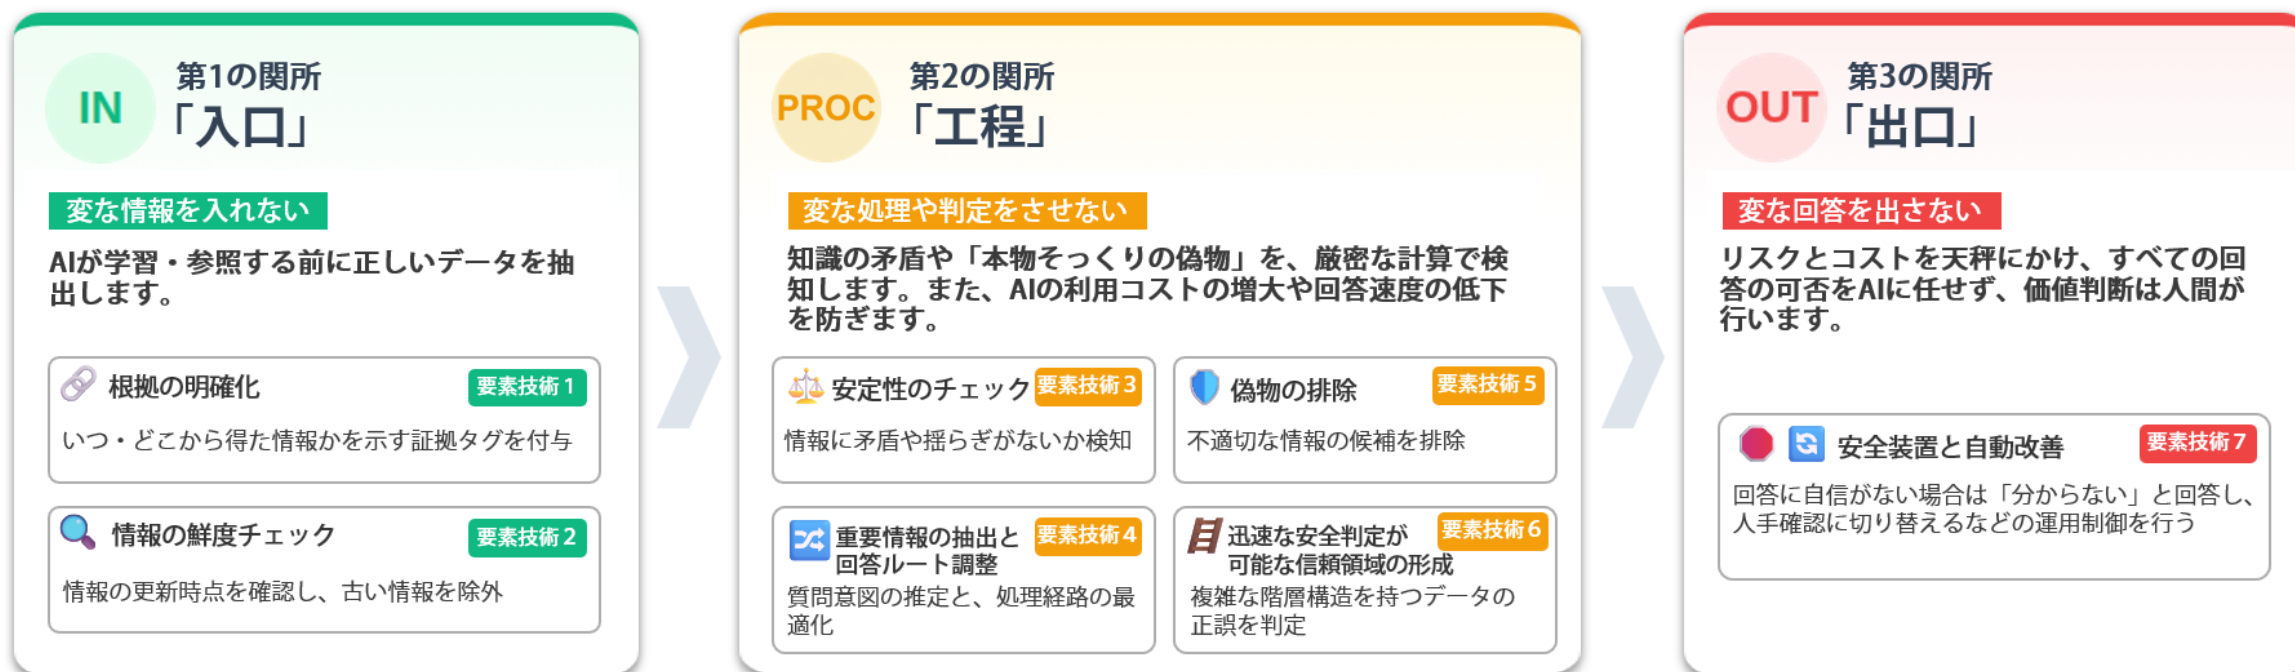 IN
第1の関所
「入口」
変な情報を入れない
AIが学習・参照する前に正しいデータを抽
出します。
根拠の明確化
要素技術1
いつ・どこから得た情報かを示す証拠タグを付与
情報の鮮度チェック
要素技術2
情報の更新時点を確認し、古い情報を除外
PROC
第2の関所
「工程」
変な処理や判定をさせない
知識の矛盾や「本物そっくりの偽物」を、厳密な計算で検
知します。また、AIの利用コストの増大や回答速度の低下
を防ぎます。
安定性のチェック
要素技術3
情報に矛盾や揺らぎがないか検知
偽物の排除
要素技術5
不適切な情報の候補を排除
重要情報の抽出と
回答ルート調整
要素技術4
質問意図の推定と、処理経路の最
適化
迅速な安全判定が
可能な信頼領域の形成
要素技術6
複雑な階層構造を持つデータの
正誤を判定
OUT
第3の関所
「出口」
変な回答を出さない
リスクとコストを天秤にかけ、すべての回
答の可否をAIに任せず、価値判断は人間が
行います。
安全装置と自動改善
要素技術7
回答に自信がない場合は「分からない」と回答し、
人手確認に切り替えるなどの運用制御を行う